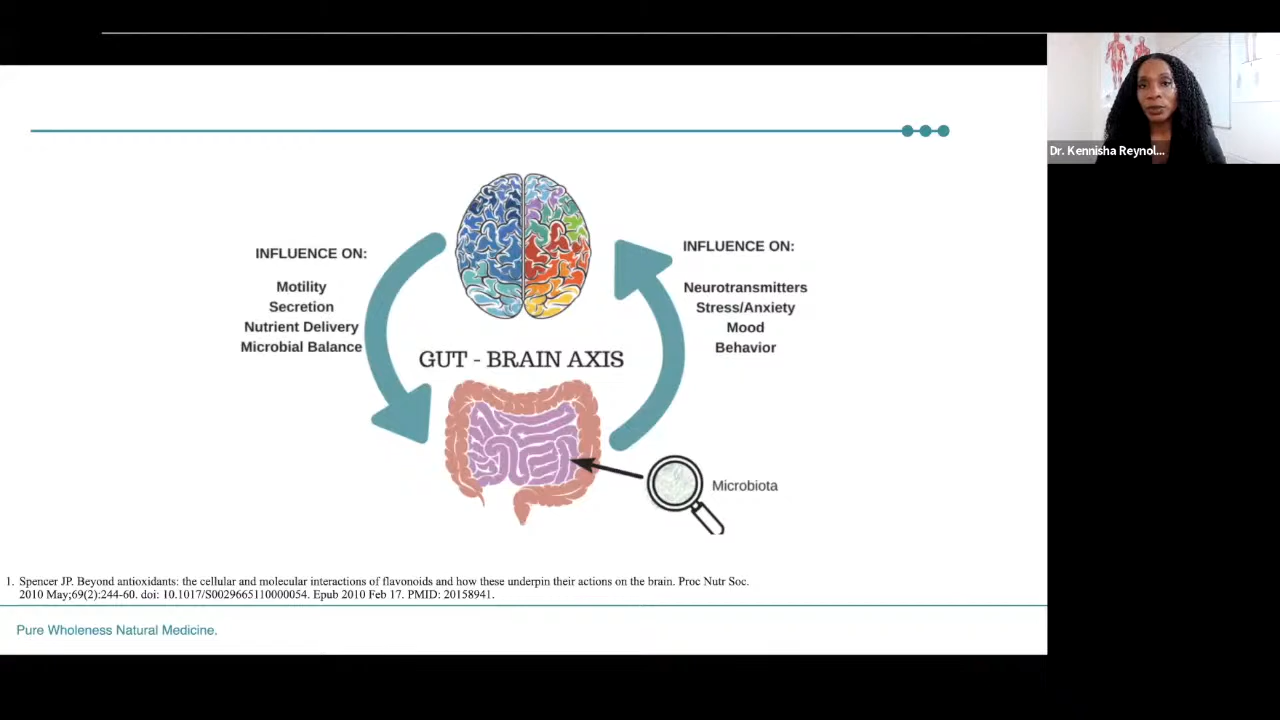 Dr. Kennisha Reynol...
INFLUENCE ON:
Motility
Secretion
Nutrient Delivery
Microbial Balance
INFLUENCE ON:
Neurotransmitters
Stress/Anxiety
Mood
Behavior
GUT - BRAIN AXIS
Microbiota
1. Spencer JP. Beyond antioxidants: the cellular and molecular interactions of flavonoids and how these underpin their actions on the brain. Proc Nutr Soc.
2010 May;69(2):244-60. doi: 10.1017/S0029665110000054. Epub 2010 Feb 17. PMID: 20158941.
Pure Wholeness Natural Medicine.